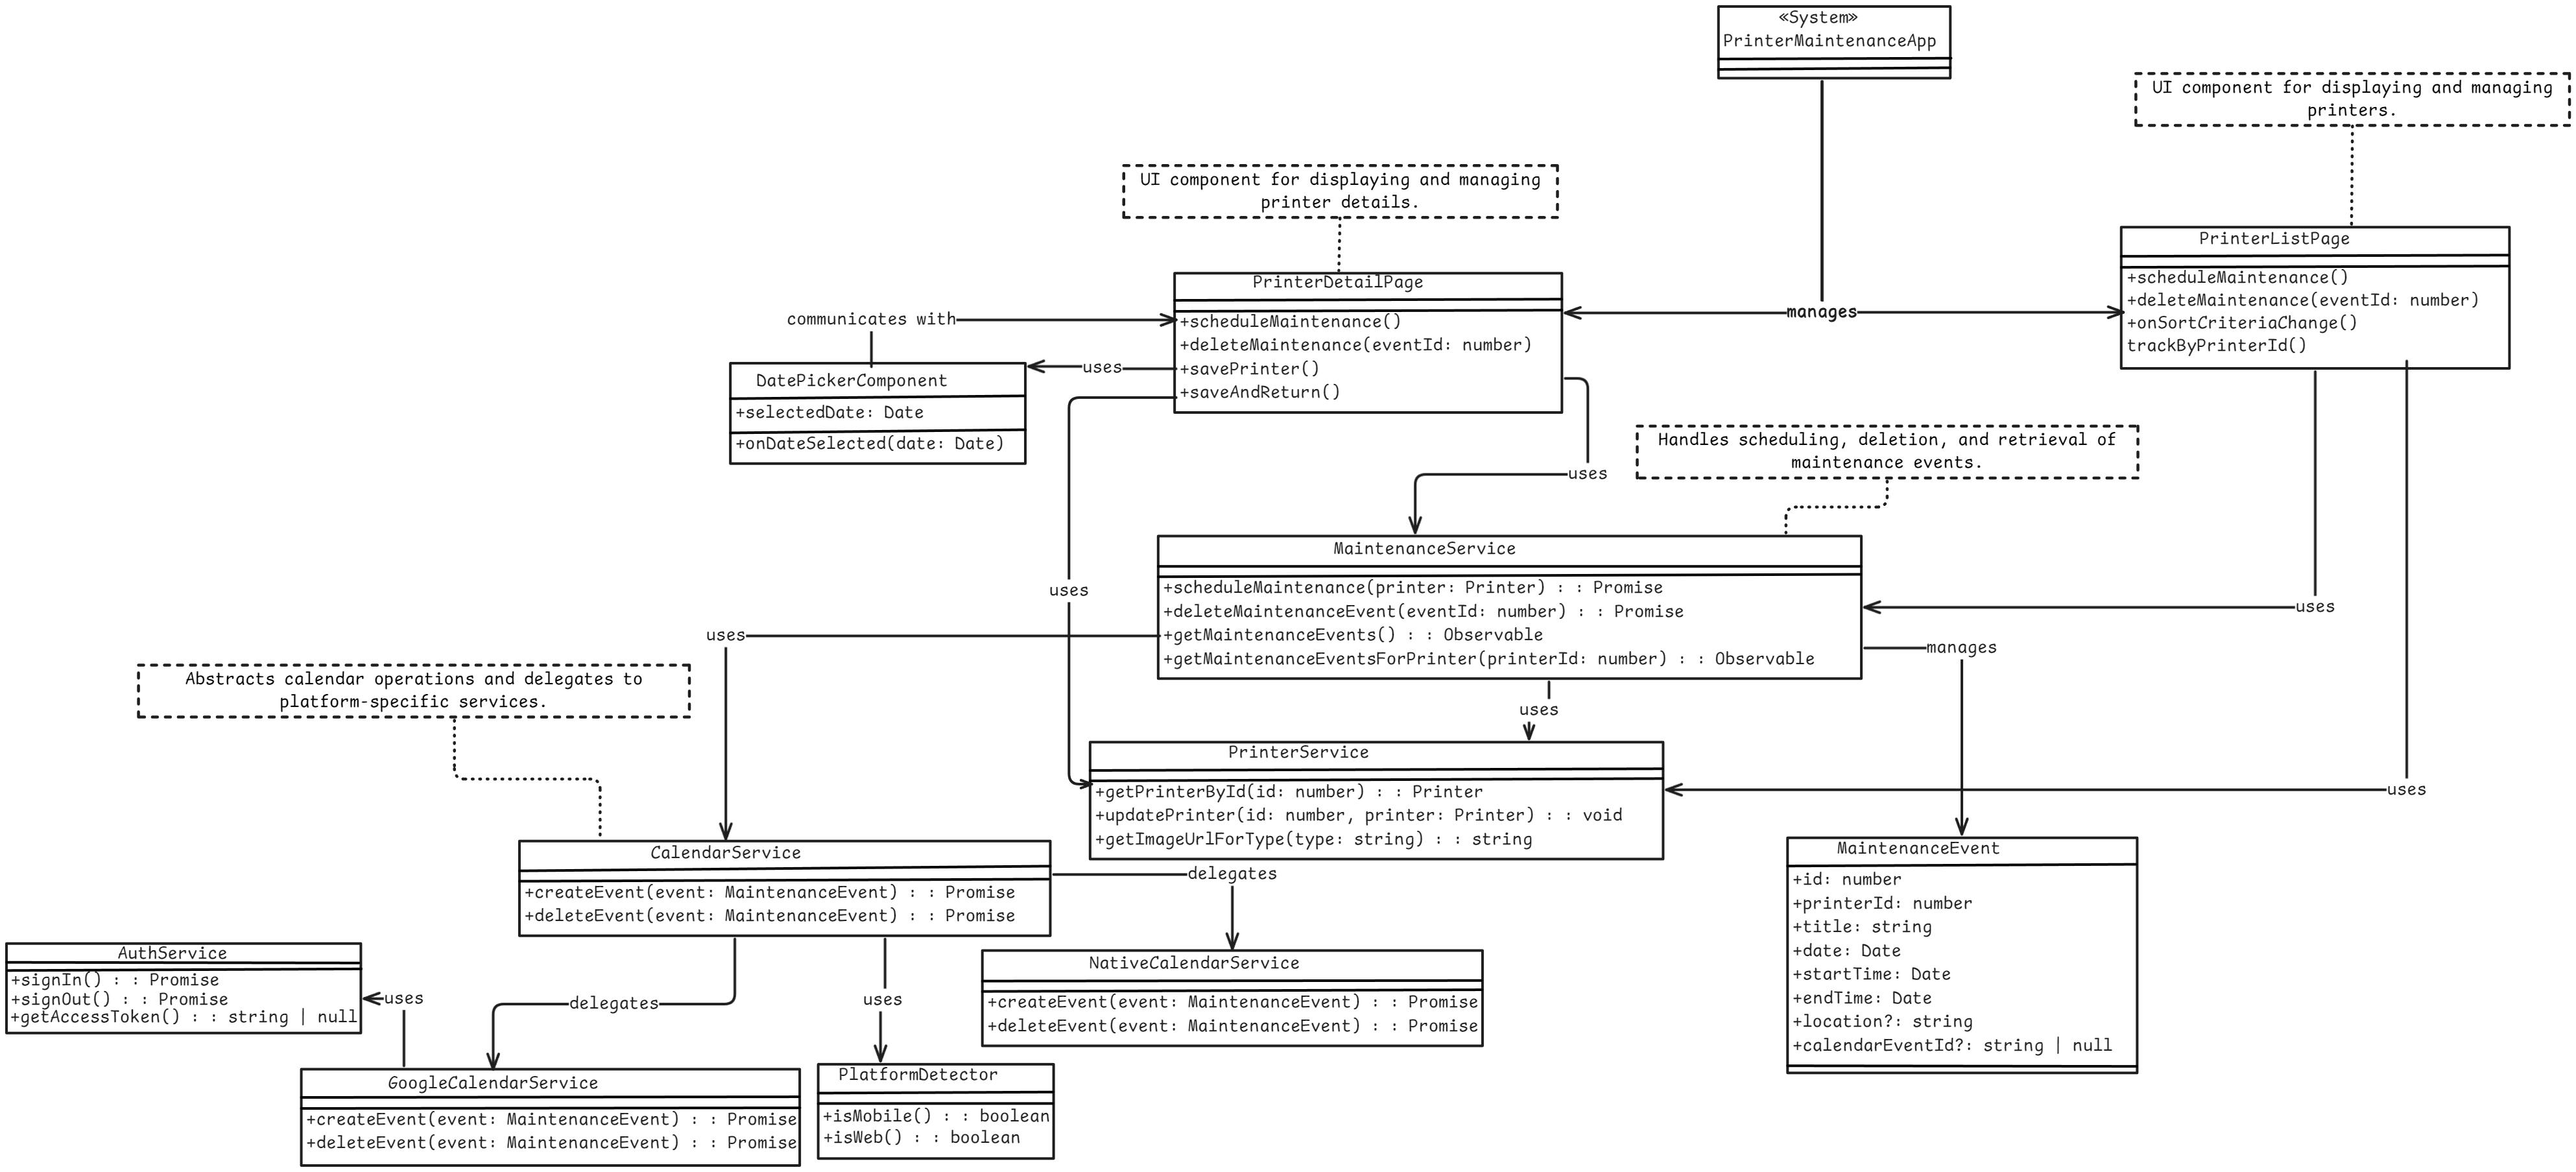 «System»
PrinterMaintenanceApp
UI component for displaying and managing
printers.
UI component for displaying and managing
printer details.
PrinterListPage
+scheduleMaintenance()
+deleteMaintenance(eventId: number)
+onSortCriteriaChange()
trackByPrinterId()
PrinterDetailPage
+scheduleMaintenance()
+deleteMaintenance(eventId: number)
+savePrinter()
+saveAndReturn()
manages
communicates with
uses
DatePickerComponent
+selectedDate: Date
+onDateSelected(date: Date)
Handles scheduling, deletion, and retrieval of
maintenance events.
uses
MaintenanceService
+scheduleMaintenance(printer: Printer) : : Promise
+deleteMaintenanceEvent(eventId: number) : : Promise
+getMaintenanceEvents() : : Observable
+getMaintenanceEventsForPrinter(printerId: number) : : Observable
uses
uses
uses
manages
Abstracts calendar operations and delegates to
platform-specific services.
uses
PrinterService
+getPrinterById(id: number) : : Printer
+updatePrinter(id: number, printer: Printer) : : void
+getImageUrlForType(type: string) : : string
uses
CalendarService
+createEvent(event: MaintenanceEvent) : : Promise
+deleteEvent(event: MaintenanceEvent) : : Promise
delegates
MaintenanceEvent
+id: number
+printerId: number
+title: string
+date: Date
+startTime: Date
+endTime: Date
+location?: string
+calendarEventId?: string | null
AuthService
+signIn() : : Promise
+signOut() : : Promise
+getAccessToken() : : string | null
uses
delegates
uses
NativeCalendarService
+createEvent(event: MaintenanceEvent) : : Promise
+deleteEvent(event: MaintenanceEvent) : : Promise
GoogleCalendarService
+createEvent(event: MaintenanceEvent) : : Promise
+deleteEvent(event: MaintenanceEvent) : : Promise
PlatformDetector
+isMobile() : : boolean
+isWeb() : : boolean